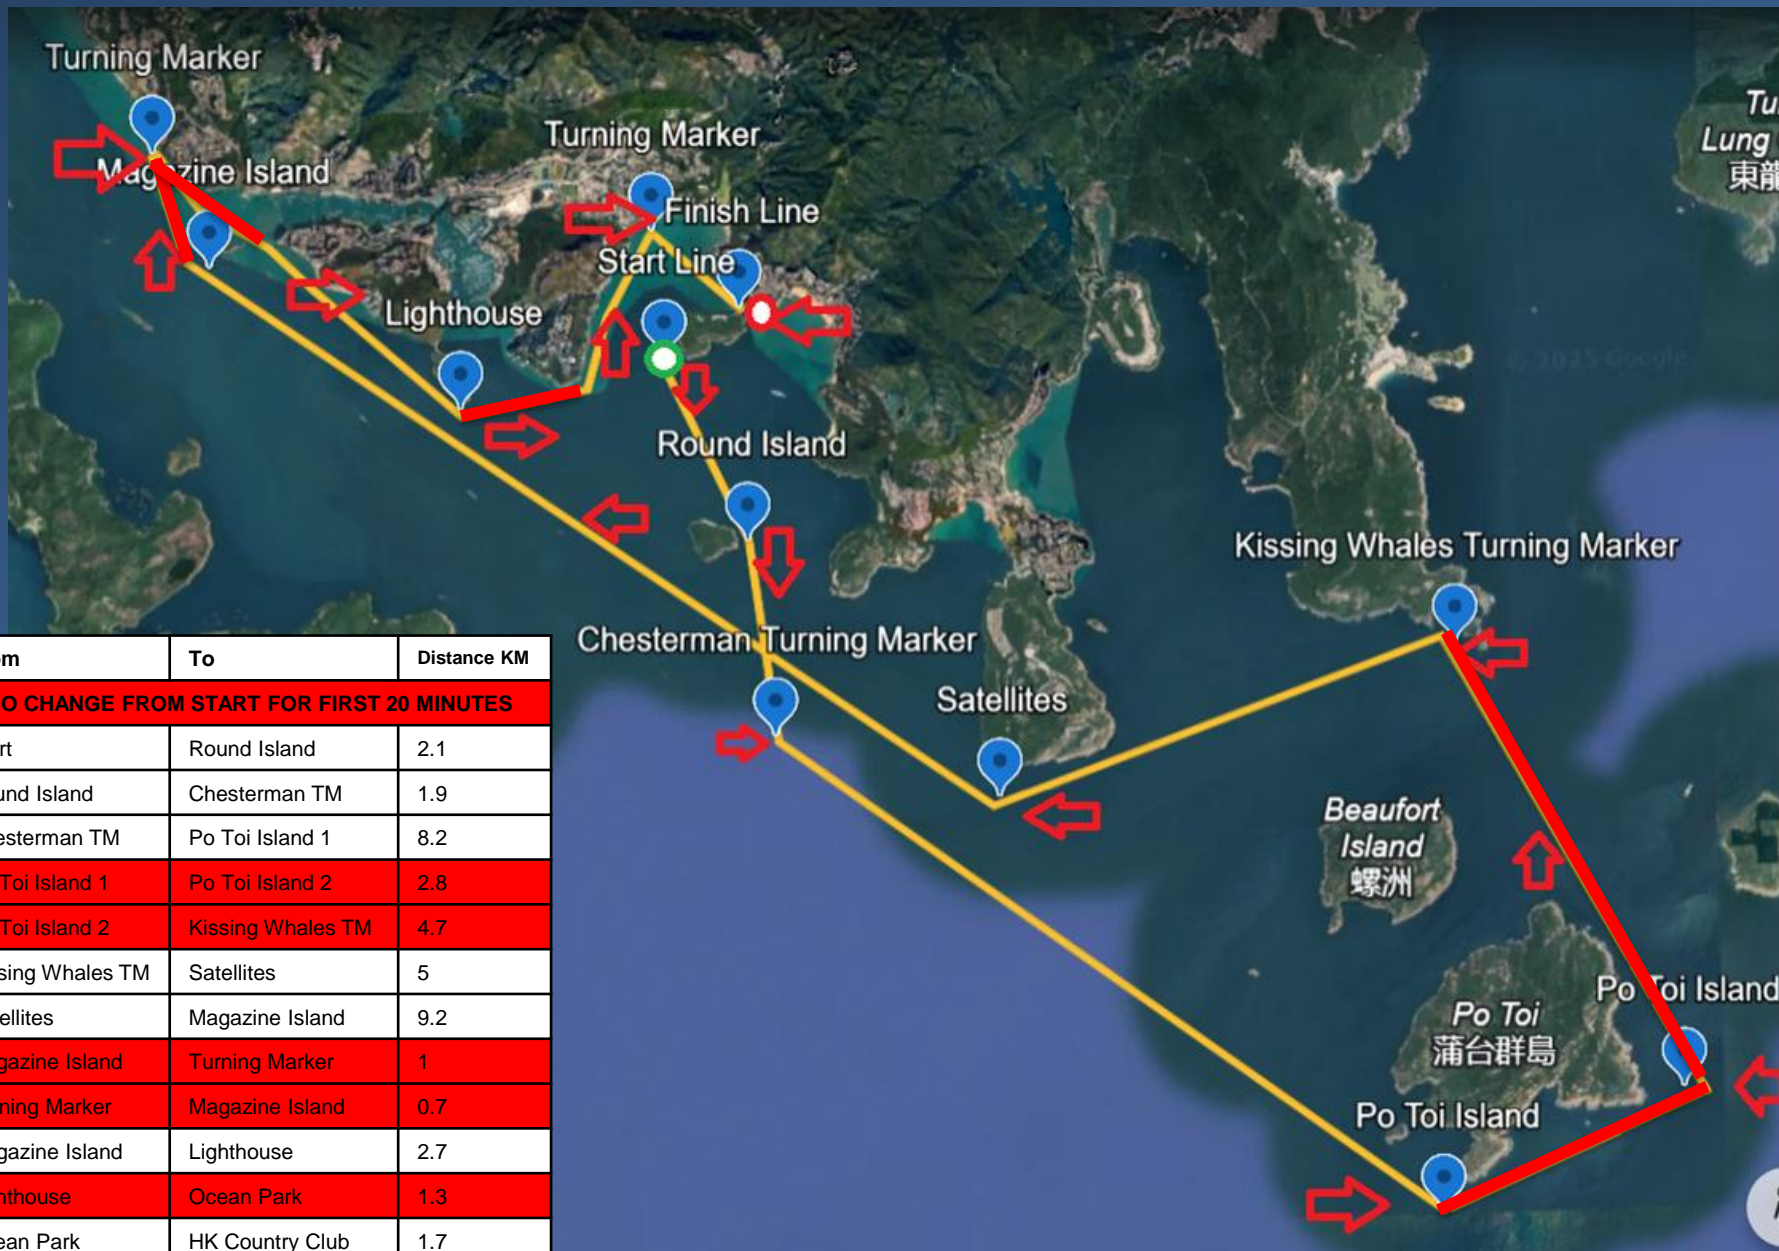 Turning Marker
Magazine Island
Turning Marker
Finish Line
Start Line
Lighthouse
Round Island
Kissing Whales Turning Marker
Chesterman Turning Marker
Satellites
Beaufort
Island
螺洲
Po Toi
蒲台群島
Po Toi Island
Po Toi Island
Tu
Lung
東龍
© 2025 Google
om To Distance KM
O CHANGE FROM START FOR FIRST 20 MINUTES
rt Round Island 2.1
und Island Chesterman TM 1.9
esterman TM Po Toi Island 1 8.2
Toi Island 1 Po Toi Island 2 2.8
Toi Island 2 Kissing Whales TM 4.7
sing Whales TM Satellites 5
ellites Magazine Island 9.2
gazine Island Turning Marker 1
ning Marker Magazine Island 0.7
gazine Island Lighthouse 2.7
hthouse Ocean Park 1.3
ean Park HK Country Club 1.7